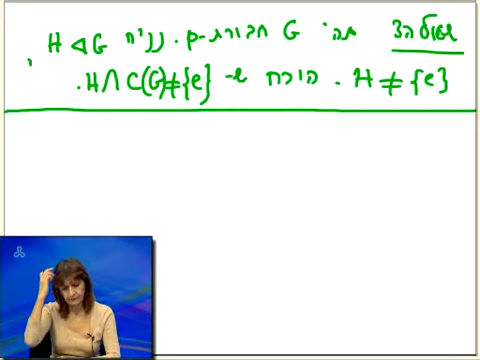 שאלה 3 תהי G חבורת-p. נניח H ◁ G,
H ≠ {e}. הוכח ש- H∩C(G)≠{e}.